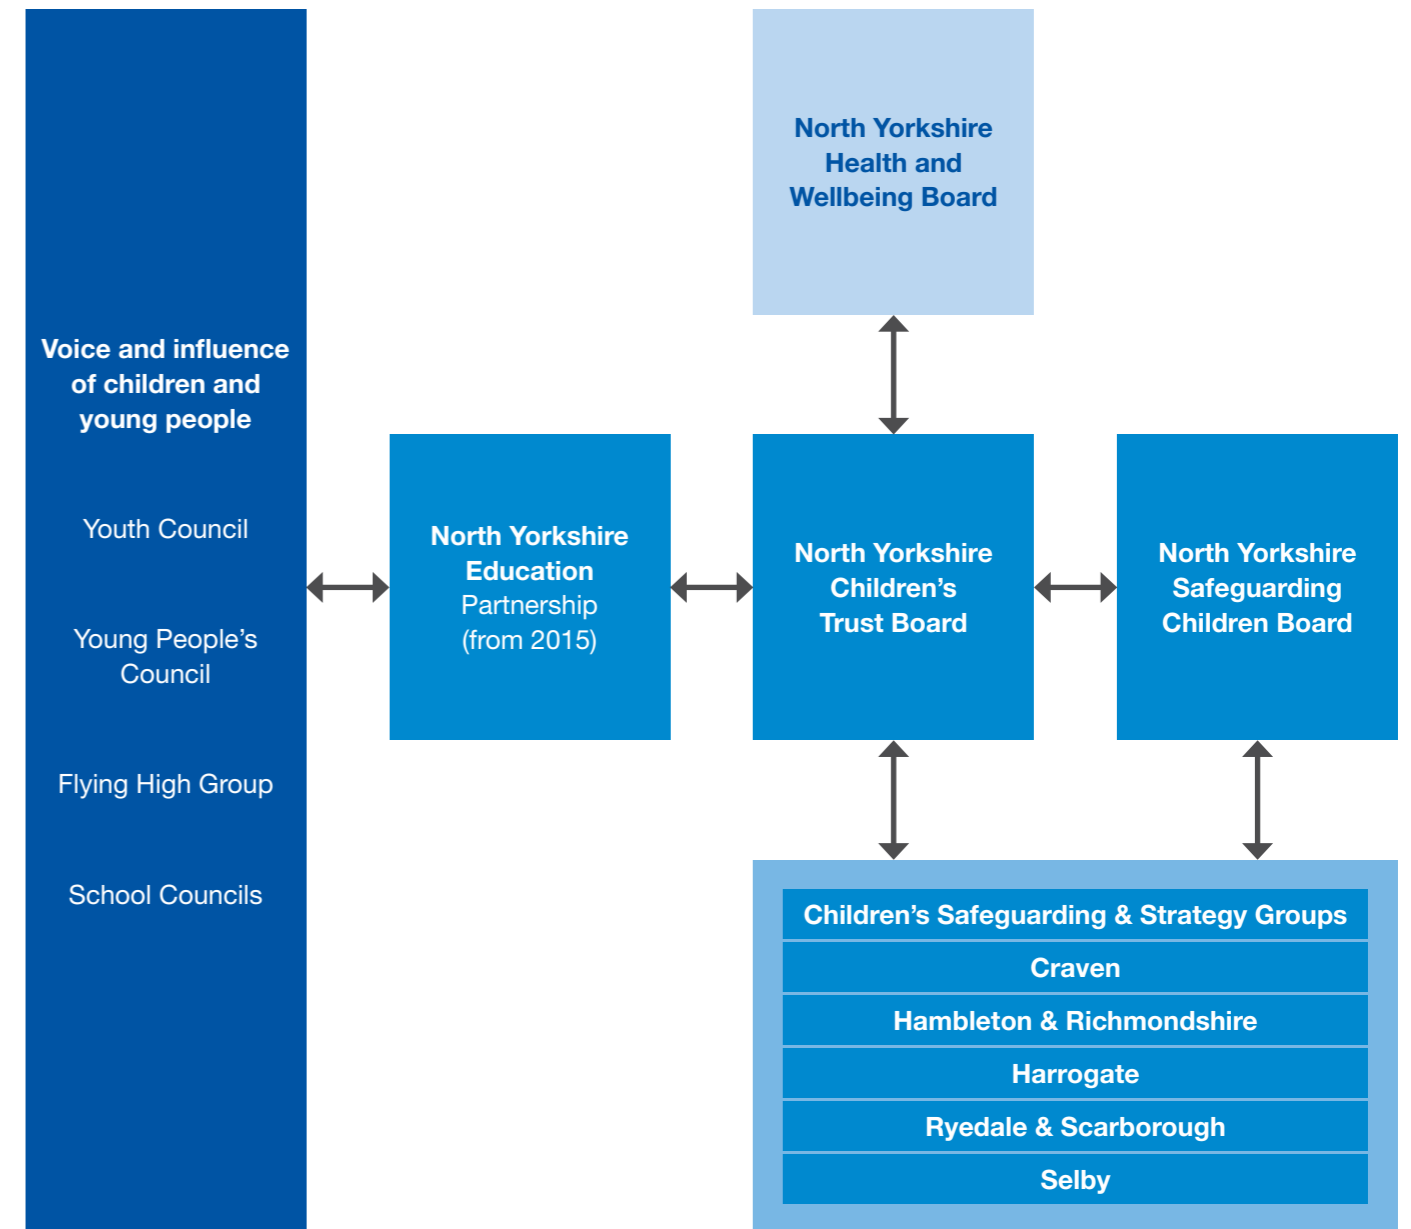 North Yorkshire
Health and
Wellbeing Board
Voice and influence
of children and
young people
Youth Council
Young People’s
Council
Flying High Group
School Councils
North Yorkshire
Education
Partnership
(from 2015)
North Yorkshire
Children’s
Trust Board
North Yorkshire
Safeguarding
Children Board
Children’s Safeguarding & Strategy Groups
Craven
Hambleton & Richmondshire
Harrogate
Ryedale & Scarborough
Selby